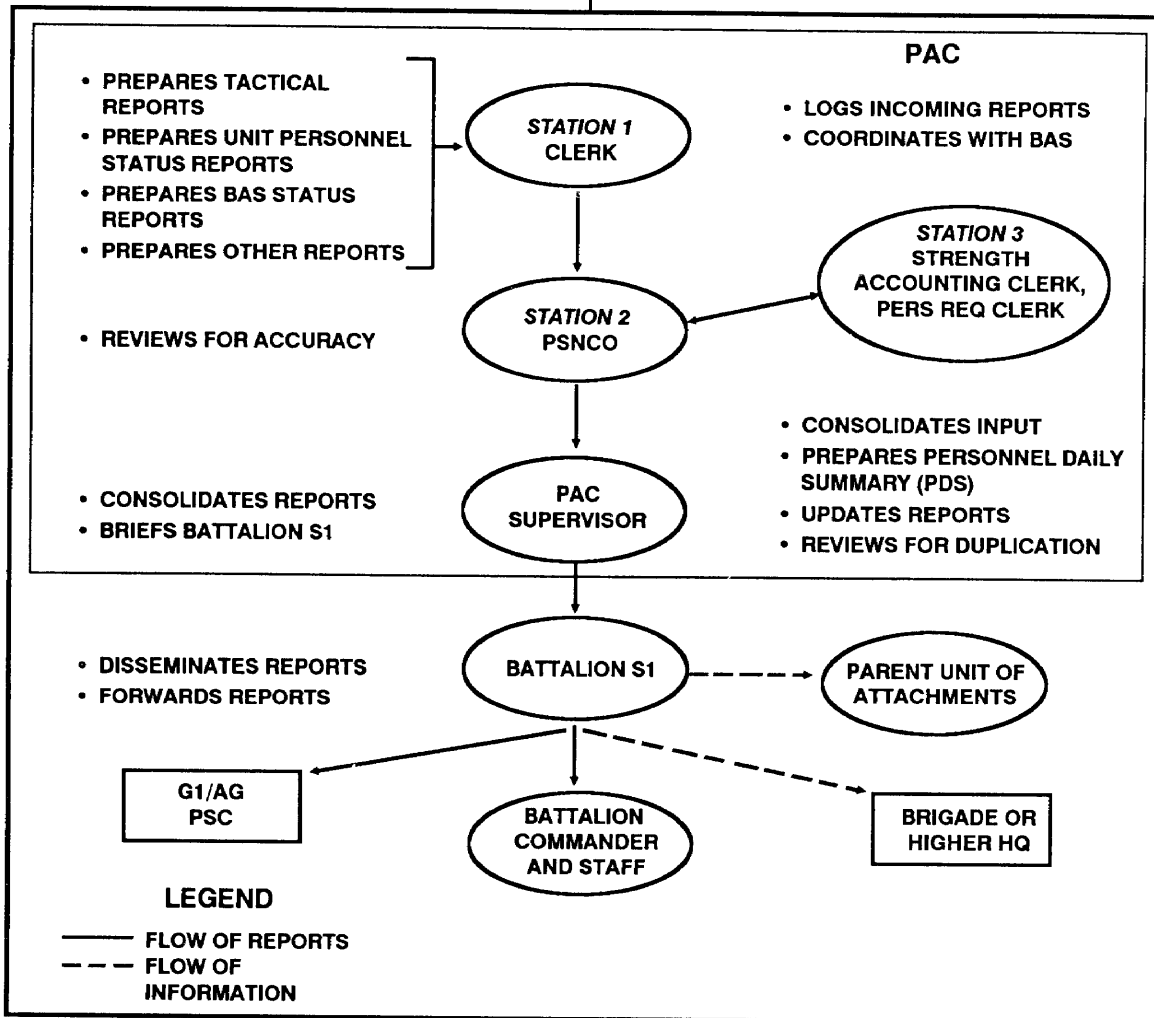 PAC
• PREPARES TACTICAL
REPORTS
• PREPARES UNIT PERSONNEL
STATUS REPORTS
• PREPARES BAS STATUS
REPORTS
• PREPARES OTHER REPORTS
STATION 1
CLERK
• LOGS INCOMING REPORTS
• COORDINATES WITH BAS
STATION 3
STRENGTH
ACCOUNTING CLERK,
PERS REQ CLERK
• REVIEWS FOR ACCURACY
STATION 2
PSNCO
• CONSOLIDATES INPUT
• PREPARES PERSONNEL DAILY
SUMMARY (PDS)
• UPDATES REPORTS
• REVIEWS FOR DUPLICATION
• CONSOLIDATES REPORTS
• BRIEFS BATTALION S1
PAC
SUPERVISOR
• DISSEMINATES REPORTS
• FORWARDS REPORTS
BATTALION S1
PARENT UNIT OF
ATTACHMENTS
G1/AG
PSC
BATTALION
COMMANDER
AND STAFF
BRIGADE OR
HIGHER HQ
LEGEND
FLOW OF REPORTS
FLOW OF
INFORMATION